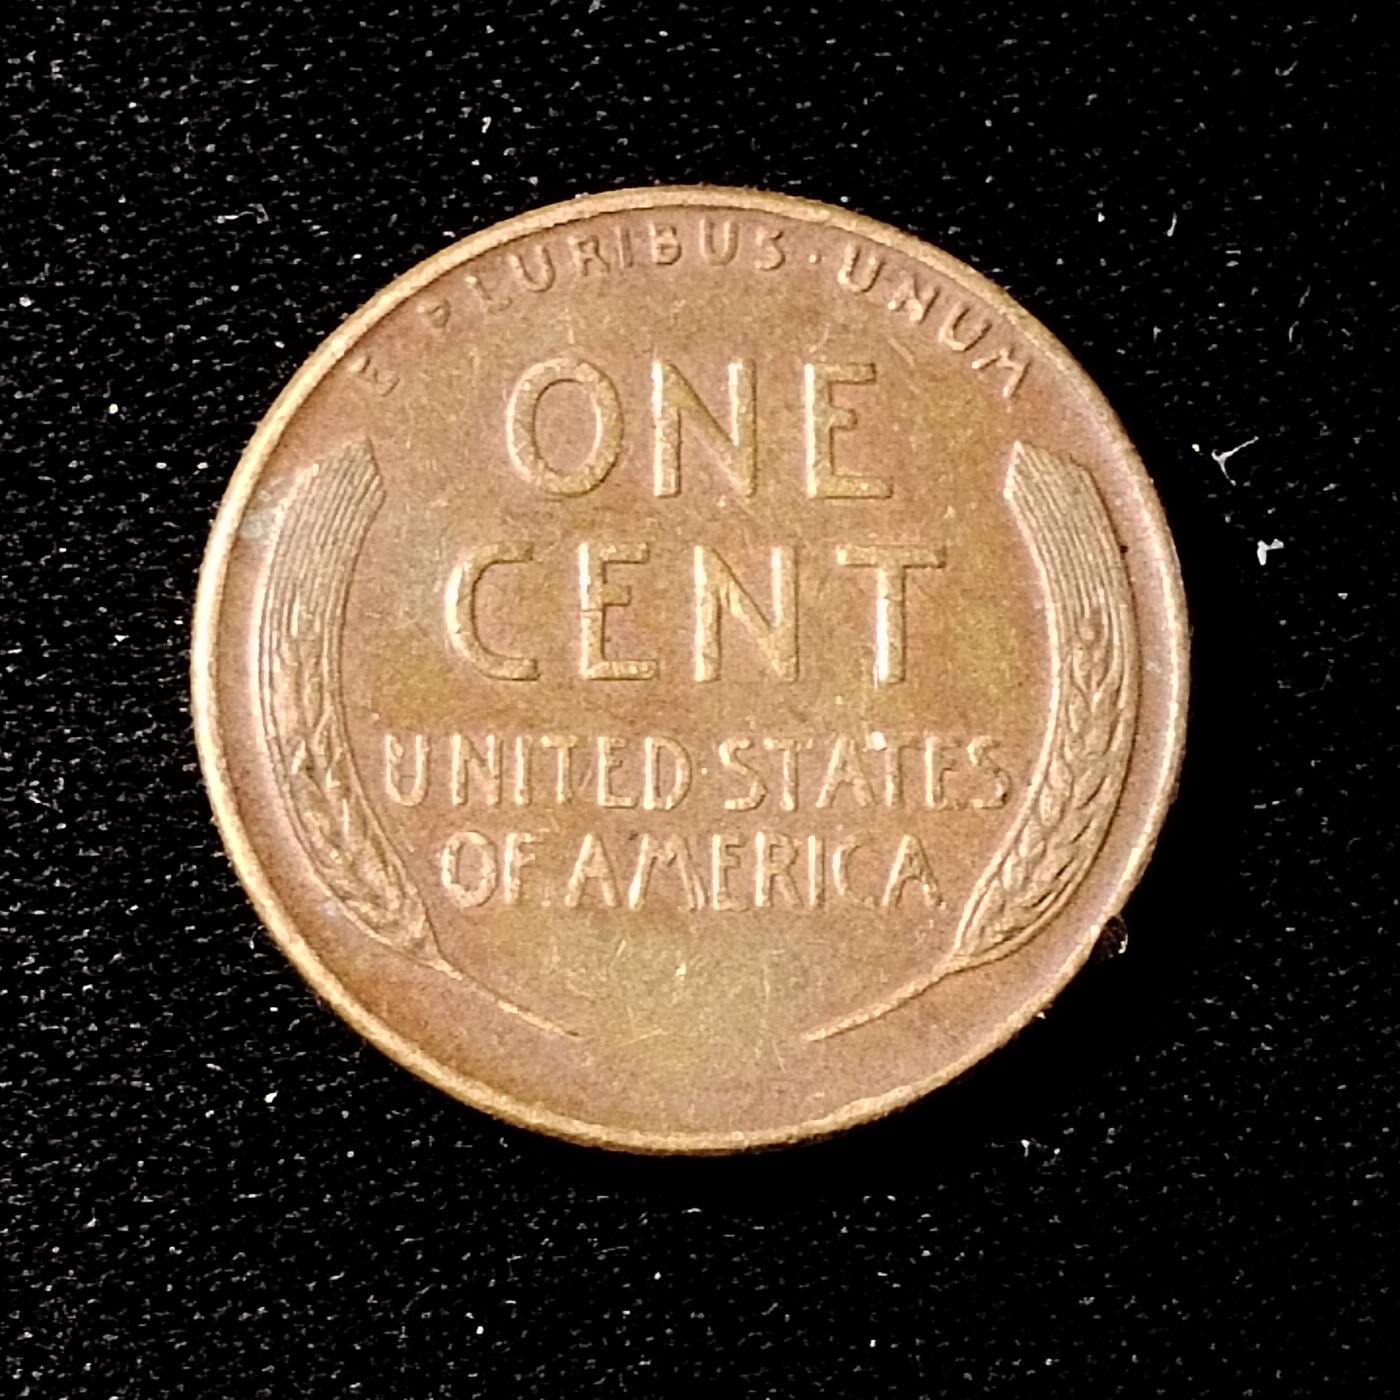 E PLURIBUS · UNUM
ONE
CENT
UNITED·STATES
OF AMERICA